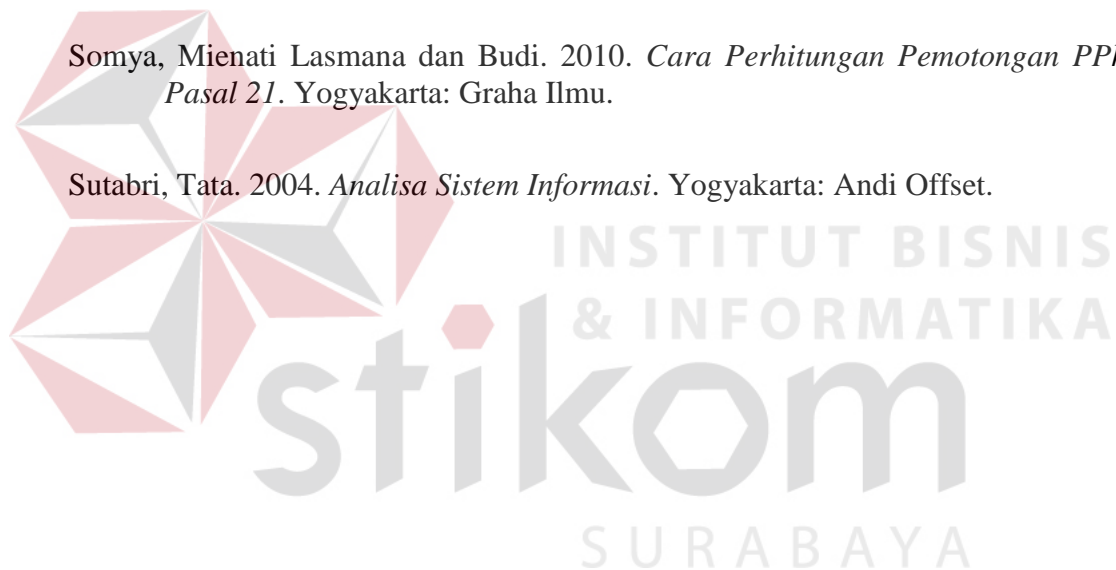 Somya, Mienati Lasmana dan Budi. 2010. Cara Perhitungan Pemotongan PPh
Pasal 21. Yogyakarta: Graha Ilmu.
Sutabri, Tata. 2004. Analisa Sistem Informasi. Yogyakarta: Andi Offset.
INSTITUT BISNIS
& INFORMATIKA
stikom
SURABAYA